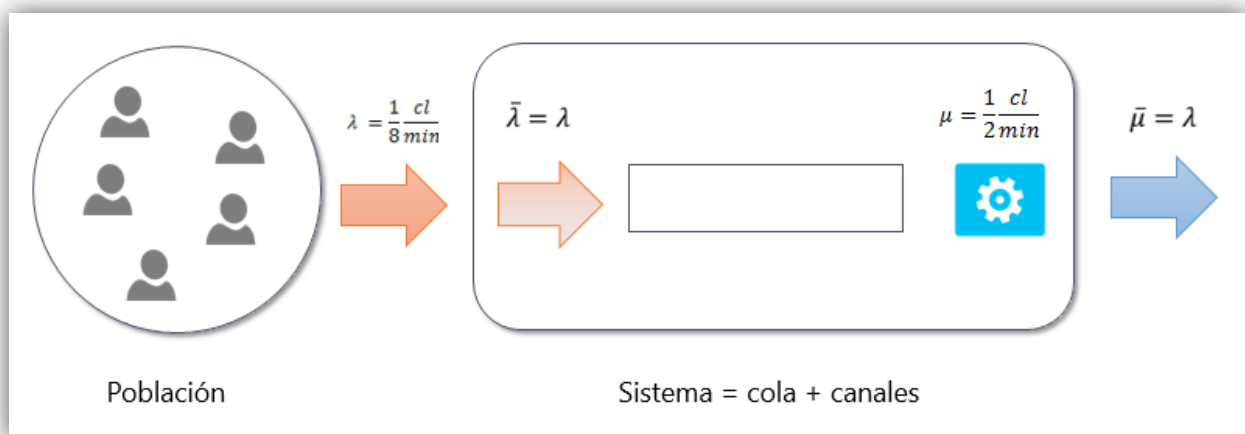 λ = 1/8 cl/min
λ̄ = λ
μ = 1/2 cl/min
μ̄ = λ
Población
Sistema = cola + canales